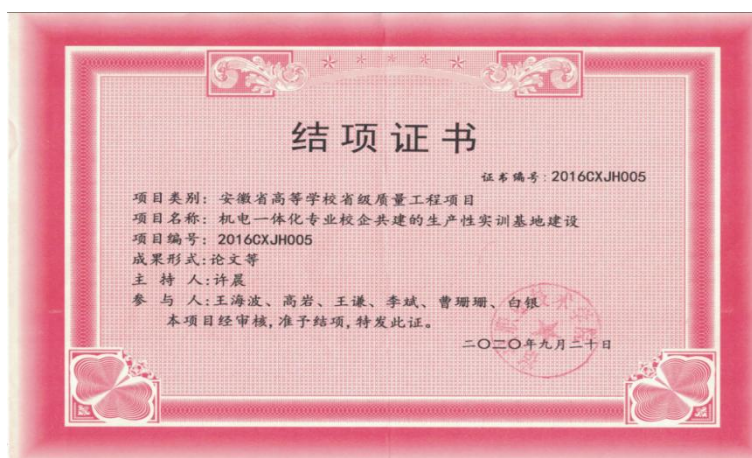 结项证书
证书编号：2016CXJH005
项目类别：安徽省高等学校省级质量工程项目
项目名称：机电一体化专业校企共建的生产性实训基地建设
项目编号：2016CXJH005
成果形式：论文等
主 持 人：许晨
参 与 人：王海波、高岩、王谦、李斌、曹珊珊、白银
本项目经审核，准予结项，特发此证。
二〇二〇年九月二十日